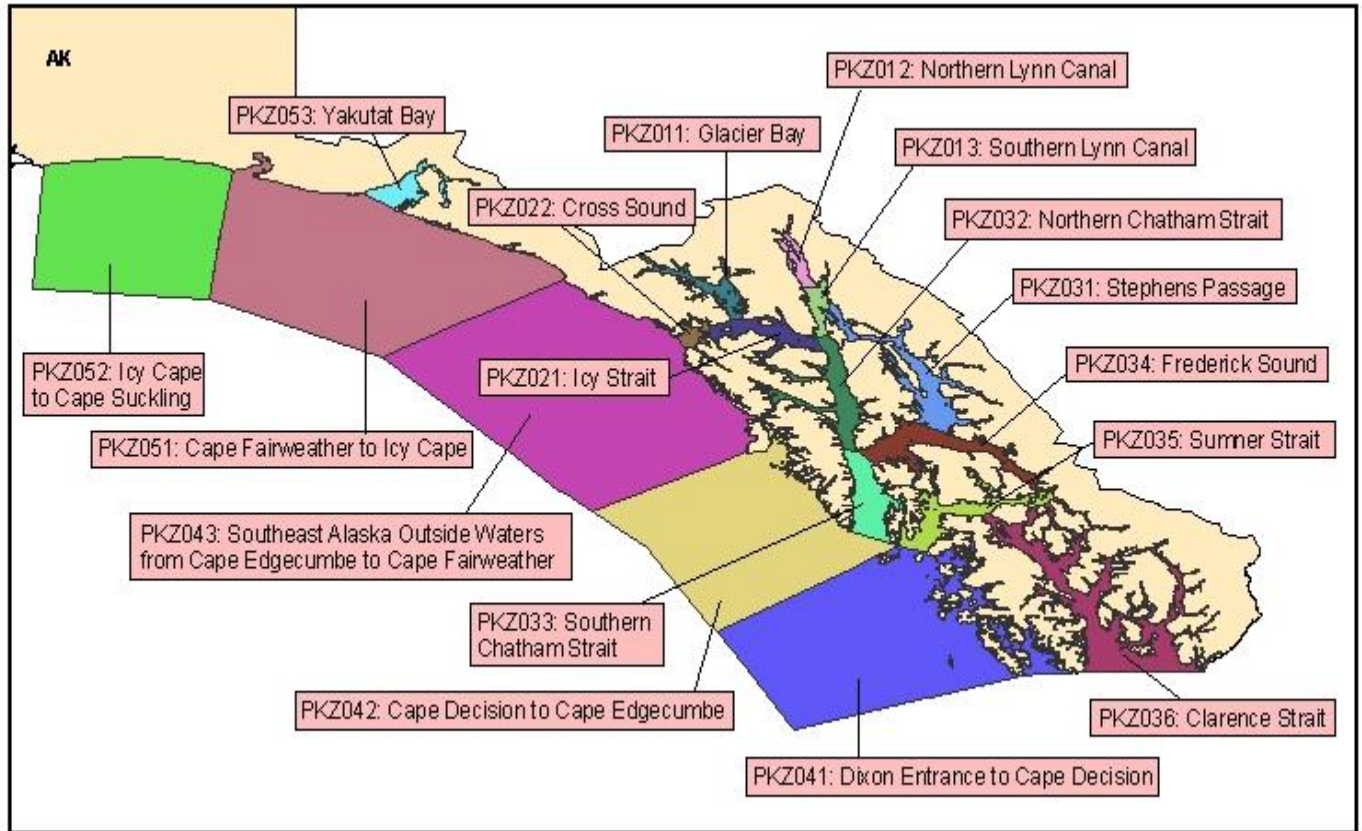 AK
PKZ012: Northern Lynn Canal
PKZ053: Yakutat Bay
PKZ011: Glacier Bay
PKZ013: Southern Lynn Canal
PKZ022: Cross Sound
PKZ032: Northern Chatham Strait
PKZ031: Stephens Passage
PKZ034: Frederick Sound
PKZ052: Icy Cape
to Cape Suckling
PKZ021: Icy Strait
PKZ035: Sumner Strait
PKZ051: Cape Fairweather to Icy Cape
PKZ043: Southeast Alaska Outside Waters
from Cape Edgecumbe to Cape Fairweather
PKZ033: Southern
Chatham Strait
PKZ042: Cape Decision to Cape Edgecumbe
PKZ036: Clarence Strait
PKZ041: Dixon Entrance to Cape Decision